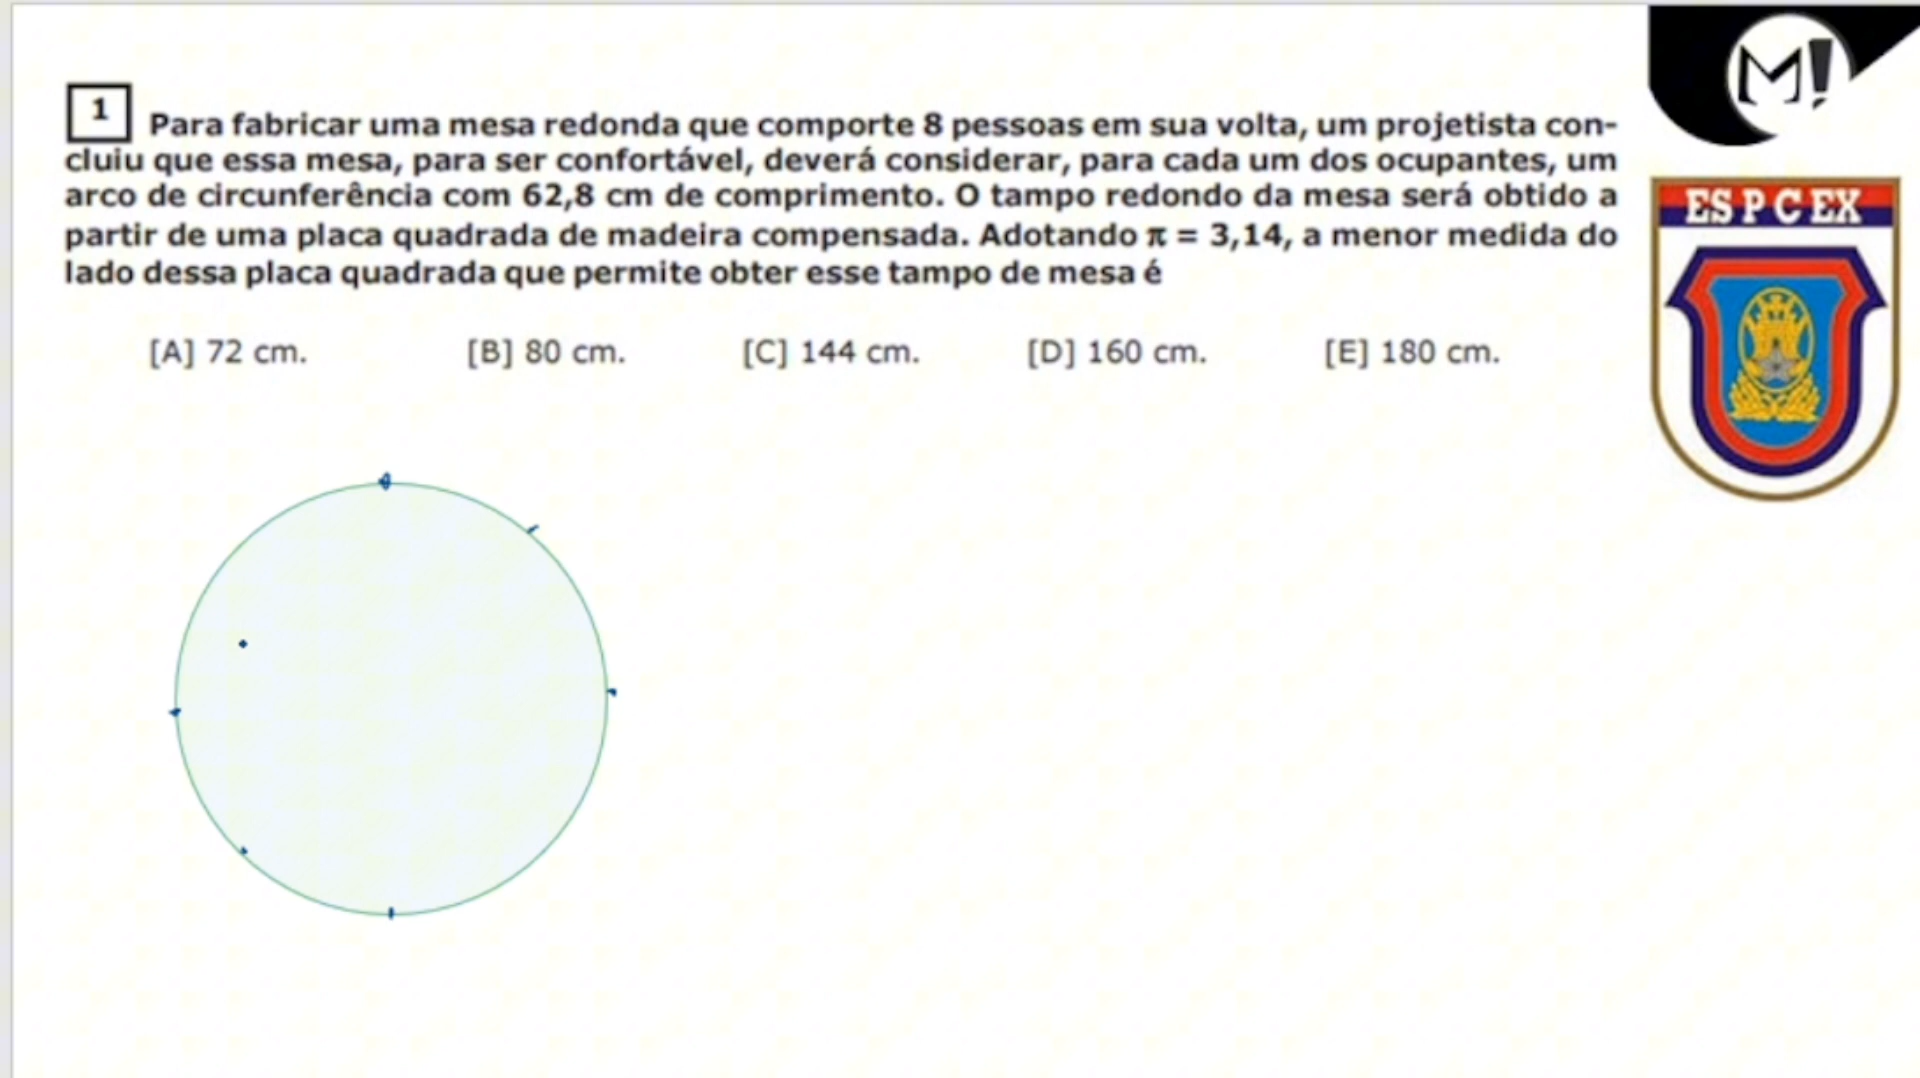 M!
1
Para fabricar uma mesa redonda que comporte 8 pessoas em sua volta, um projetista con-
cluiu que essa mesa, para ser confortável, deverá considerar, para cada um dos ocupantes, um
arco de circunferência com 62,8 cm de comprimento. O tampo redondo da mesa será obtido a
partir de uma placa quadrada de madeira compensada. Adotando π = 3,14, a menor medida do
lado dessa placa quadrada que permite obter esse tampo de mesa é
ESPCEX
[A] 72 cm. [B] 80 cm. [C] 144 cm. [D] 160 cm. [E] 180 cm.